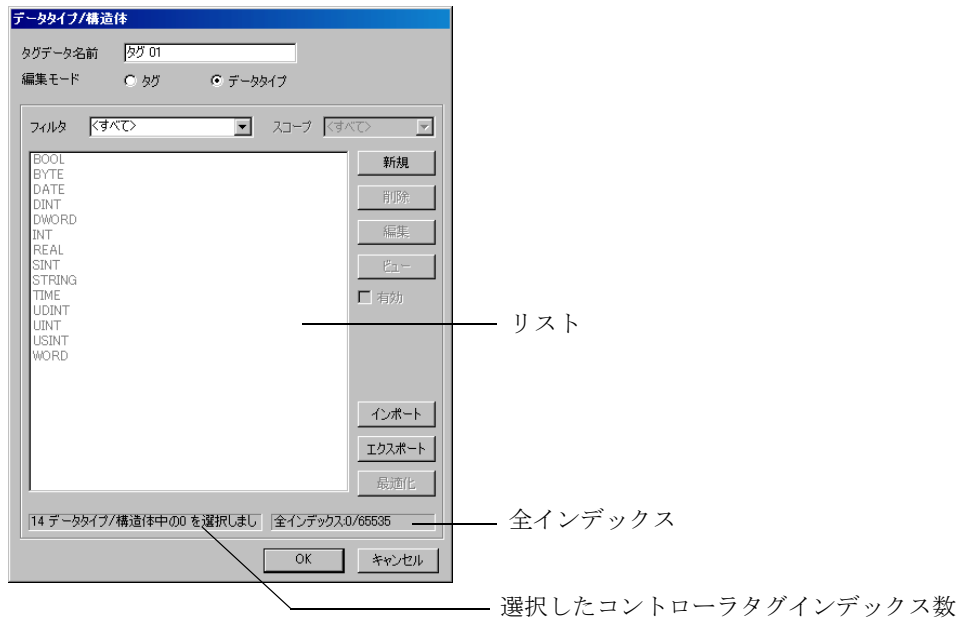 データタイプ/構造体
タグデータ名前 タグ 01
編集モード タグ データタイプ
フィルタ <すべて> スコープ <すべて>
BOOL
BYTE
DATE
DINT
DWORD
INT
REAL
SINT
STRING
TIME
UDINT
UINT
USINT
WORD
新規
削除
編集
ビュー
有効
リスト
インポート
エクスポート
最適化
14 データタイプ/構造体中の0 を選択しまし 全インデックス:0/65535
全インデックス
OK キャンセル
選択したコントローラタグインデックス数